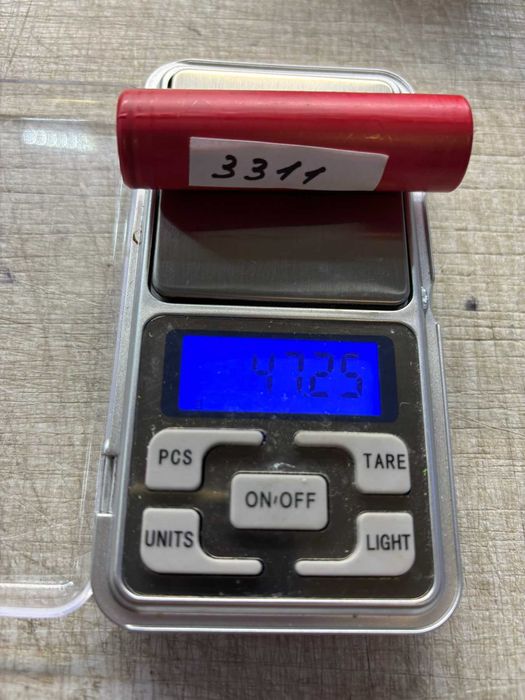 3311
47.25
PCS
TARE
ON/OFF
UNITS
LIGHT